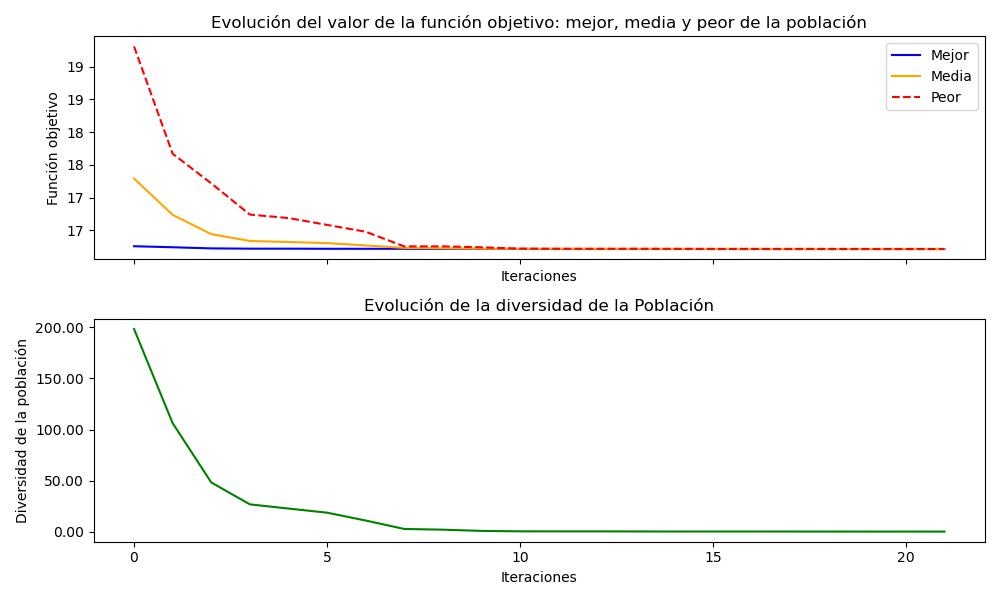 Evolución del valor de la función objetivo: mejor, media y peor de la población
Mejor
Media
Peor
19
19
18
18
17
17
Función objetivo
Iteraciones
Evolución de la diversidad de la Población
200.00
150.00
100.00
50.00
0.00
Diversidad de la población
0 5 10 15 20
Iteraciones